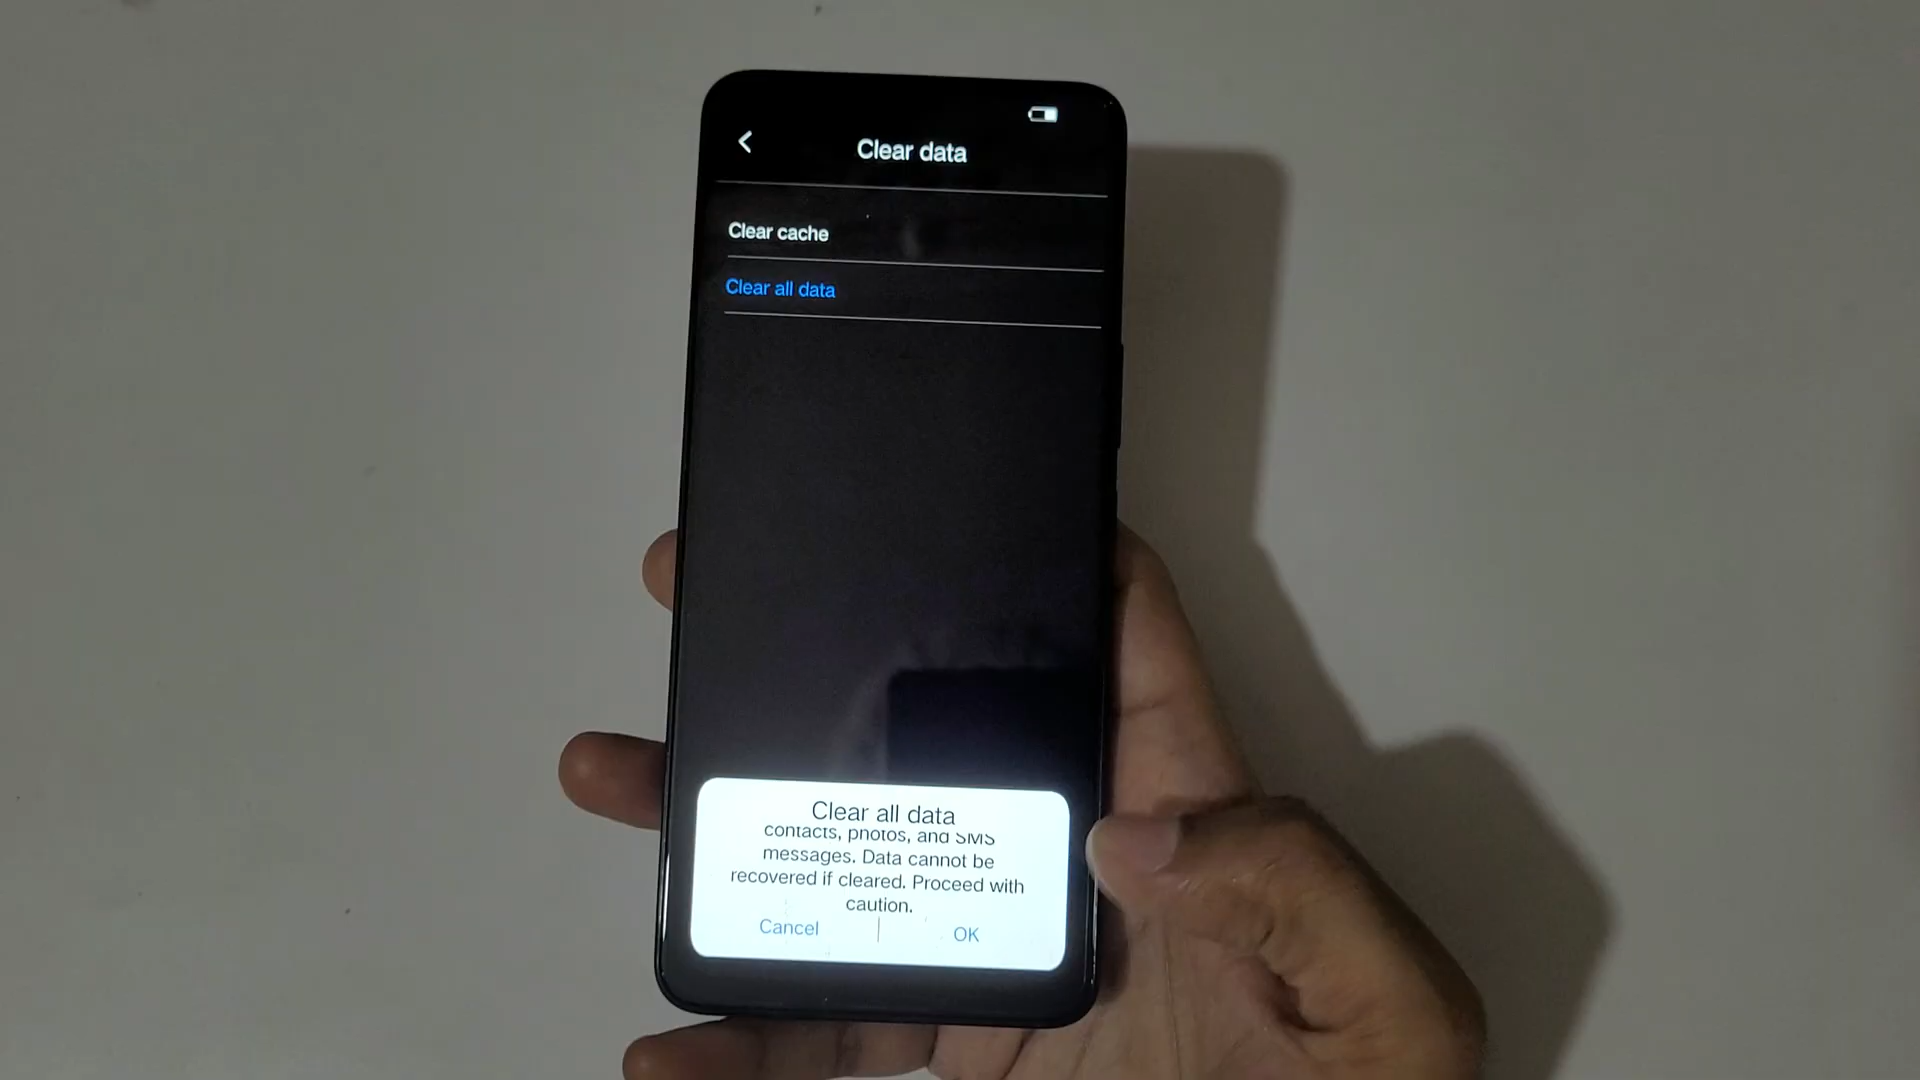 Clear data
Clear cache
Clear all data
Clear all data
contacts, photos, and SMS
messages. Data cannot be
recovered if cleared. Proceed with
caution.
Cancel | OK